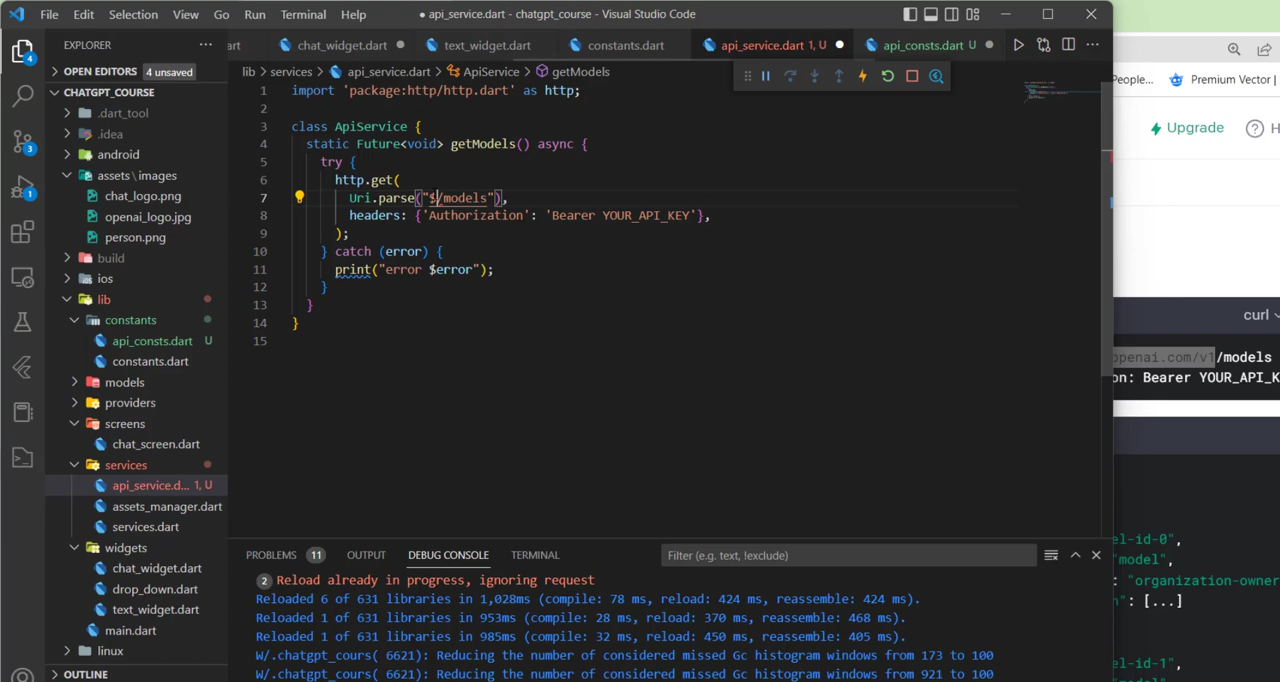 File Edit Selection View Go Run Terminal Help
● api_service.dart - chatgpt_course - Visual Studio Code
EXPLORER
OPEN EDITORS 4 unsaved
CHATGPT_COURSE
.dart_tool
.idea
android
assets\images
chat_logo.png
openai_logo.jpg
person.png
build
ios
lib
constants
api_consts.dart U
constants.dart
models
providers
screens
chat_screen.dart
services
api_service.d... 1, U
assets_manager.dart
services.dart
widgets
chat_widget.dart
drop_down.dart
text_widget.dart
main.dart
linux
OUTLINE
4
3
1
art chat_widget.dart text_widget.dart constants.dart api_service.dart 1, U api_consts.dart U
lib > services > api_service.dart > ApiService > getModels
1 import 'package:http/http.dart' as http;
2
3 class ApiService {
4 static Future<void> getModels() async {
5 try {
6 http.get(
7 Uri.parse("$/models"),
8 headers: {'Authorization': 'Bearer YOUR_API_KEY'},
9 );
10 } catch (error) {
11 print("error $error");
12 }
13 }
14 }
15
PROBLEMS 11 OUTPUT DEBUG CONSOLE TERMINAL Filter (e.g. text, !exclude)
2 Reload already in progress, ignoring request
Reloaded 6 of 631 libraries in 1,028ms (compile: 78 ms, reload: 424 ms, reassemble: 424 ms).
Reloaded 1 of 631 libraries in 953ms (compile: 28 ms, reload: 370 ms, reassemble: 468 ms).
Reloaded 1 of 631 libraries in 985ms (compile: 32 ms, reload: 450 ms, reassemble: 405 ms).
W/.chatgpt_cours( 6621): Reducing the number of considered missed Gc histogram windows from 173 to 100
W/.chatgpt_cours( 6621): Reducing the number of considered missed Gc histogram windows from 921 to 100
People... Premium Vector |
Upgrade H
curl
openai.com/v1/models
on: Bearer YOUR_API_K
el-id-0",
"model",
: "organization-owner
n": [...]
el-id-1",